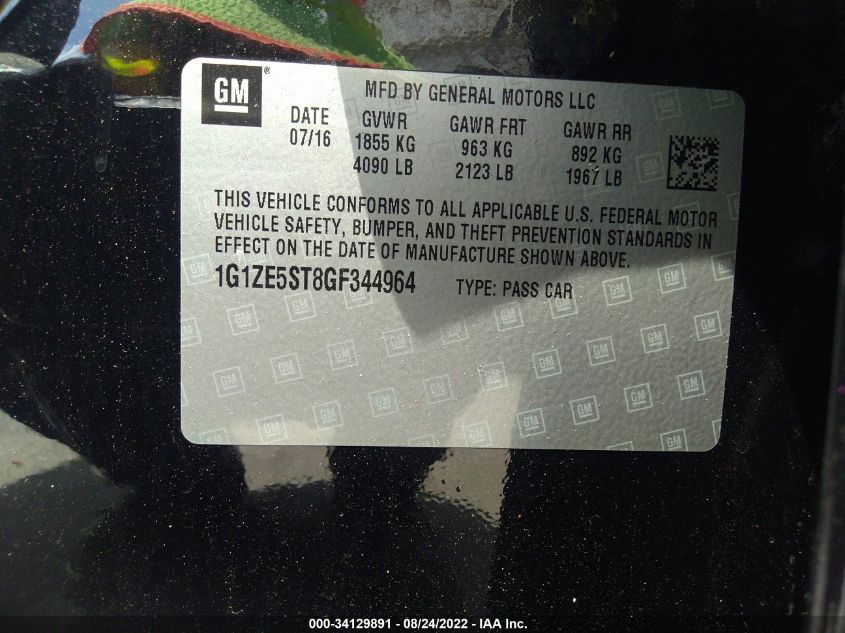 GM ®
MFD BY GENERAL MOTORS LLC
DATE GVWR GAWR FRT GAWR RR
07/16 1855 KG 963 KG 892 KG
4090 LB 2123 LB 1967 LB
THIS VEHICLE CONFORMS TO ALL APPLICABLE U.S. FEDERAL MOTOR
VEHICLE SAFETY, BUMPER, AND THEFT PREVENTION STANDARDS IN
EFFECT ON THE DATE OF MANUFACTURE SHOWN ABOVE.
1G1ZE5ST8GF344964 TYPE: PASS CAR
000-34129891 - 08/24/2022 - IAA Inc.